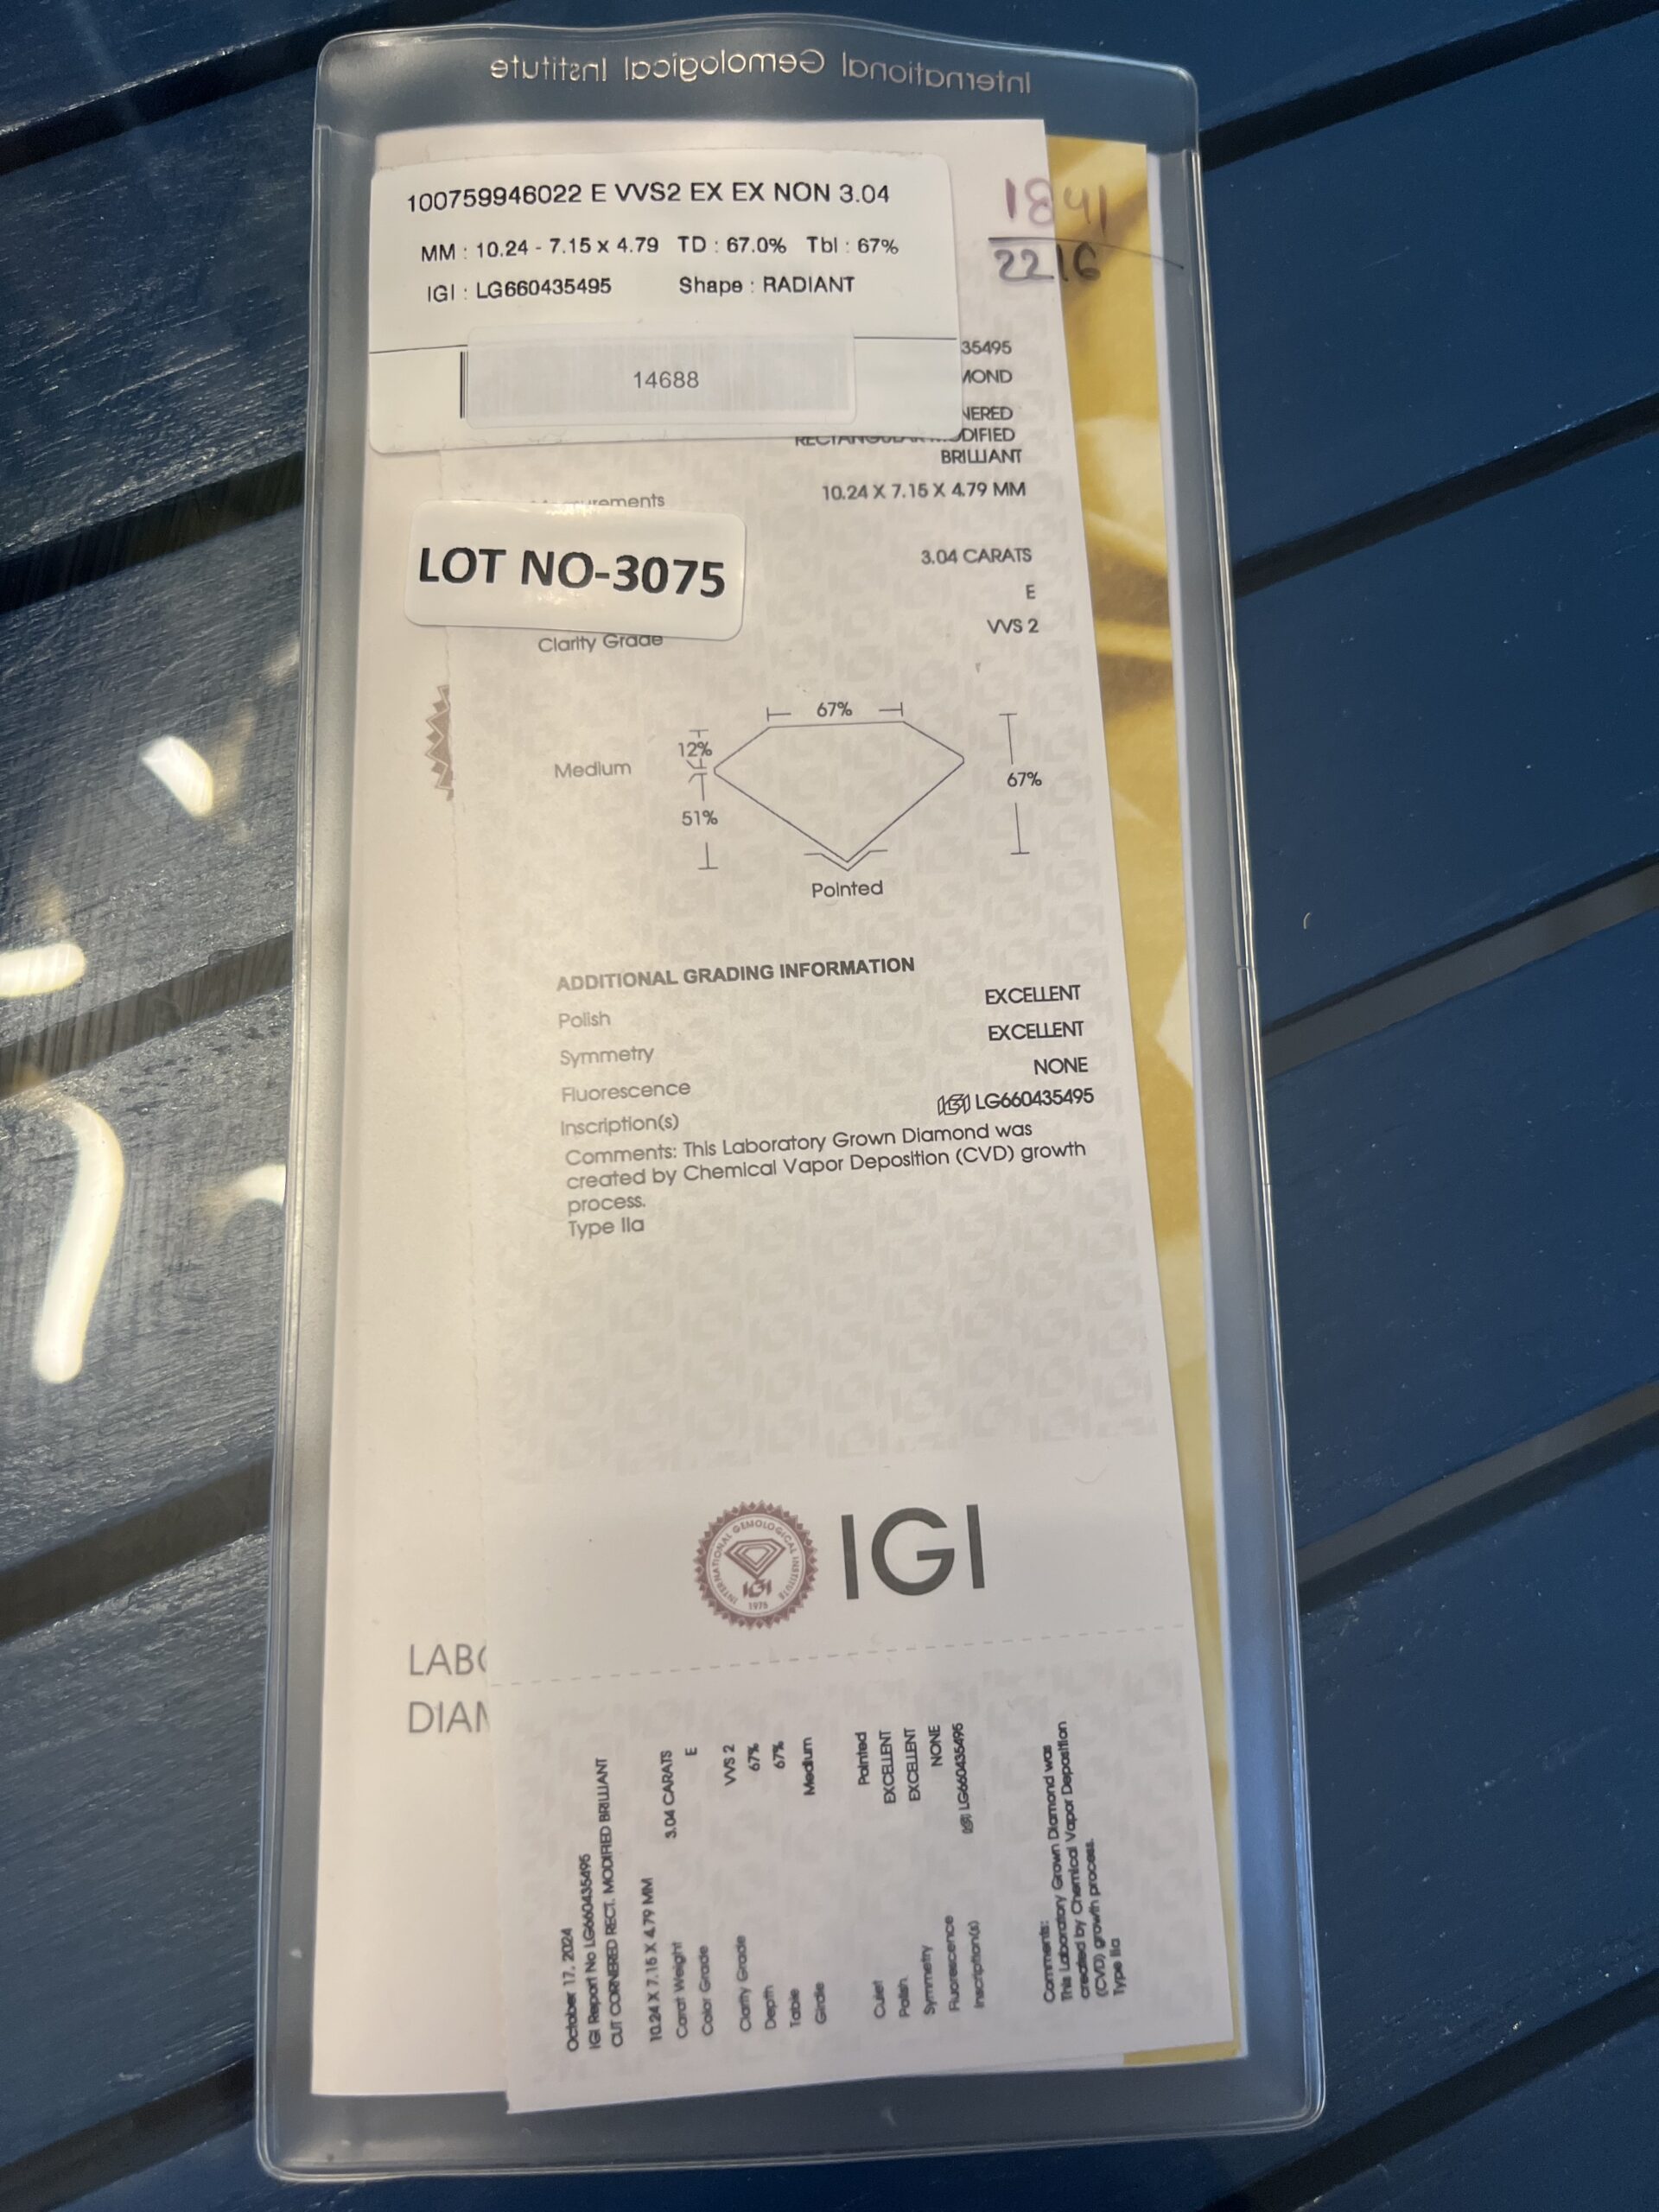 International Gemological Institute
100759946022 E VVS2 EX EX NON 3.04
MM : 10.24 - 7.15 x 4.79 TD : 67.0% Tbl : 67%
IGI : LG660435495 Shape : RADIANT
14688
1841
2216
35495
MOND
NERED
RECTANGULAR MODIFIED
BRILLIANT
10.24 X 7.15 X 4.79 MM
LOT NO-3075
3.04 CARATS
E
Clarity Grade VVS 2
67%
12%
Medium
67%
51%
Pointed
ADDITIONAL GRADING INFORMATION
Polish EXCELLENT
Symmetry EXCELLENT
Fluorescence NONE
Inscription(s) IGI LG660435495
Comments: This Laboratory Grown Diamond was
created by Chemical Vapor Deposition (CVD) growth
process.
Type IIa
INTERNATIONAL GEMOLOGICAL INSTITUTE
IGI
1975
IGI
LABO
DIAM
October 17, 2024
IGI Report No LG660435495
CUT CORNERED RECT. MODIFIED BRILLIANT
10.24 X 7.15 X 4.79 MM
Carat Weight 3.04 CARATS
Color Grade E
Clarity Grade VVS 2
Depth 67%
Table 67%
Girdle Medium
Culet Pointed
Polish EXCELLENT
Symmetry EXCELLENT
Fluorescence NONE
Inscription(s) IGI LG660435495
Comments:
This Laboratory Grown Diamond was
created by Chemical Vapor Deposition
(CVD) growth process.
Type IIa